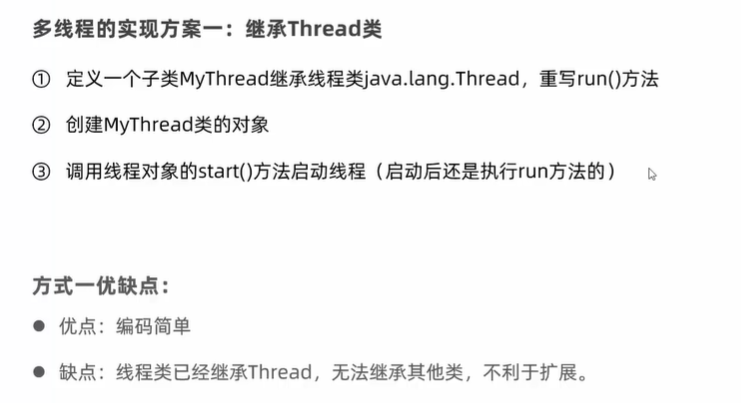 多线程的实现方案一：继承Thread类
① 定义一个子类MyThread继承线程类java.lang.Thread，重写run()方法
② 创建MyThread类的对象
③ 调用线程对象的start()方法启动线程（启动后还是执行run方法的）
方式一优缺点：
● 优点：编码简单
● 缺点：线程类已经继承Thread，无法继承其他类，不利于扩展。